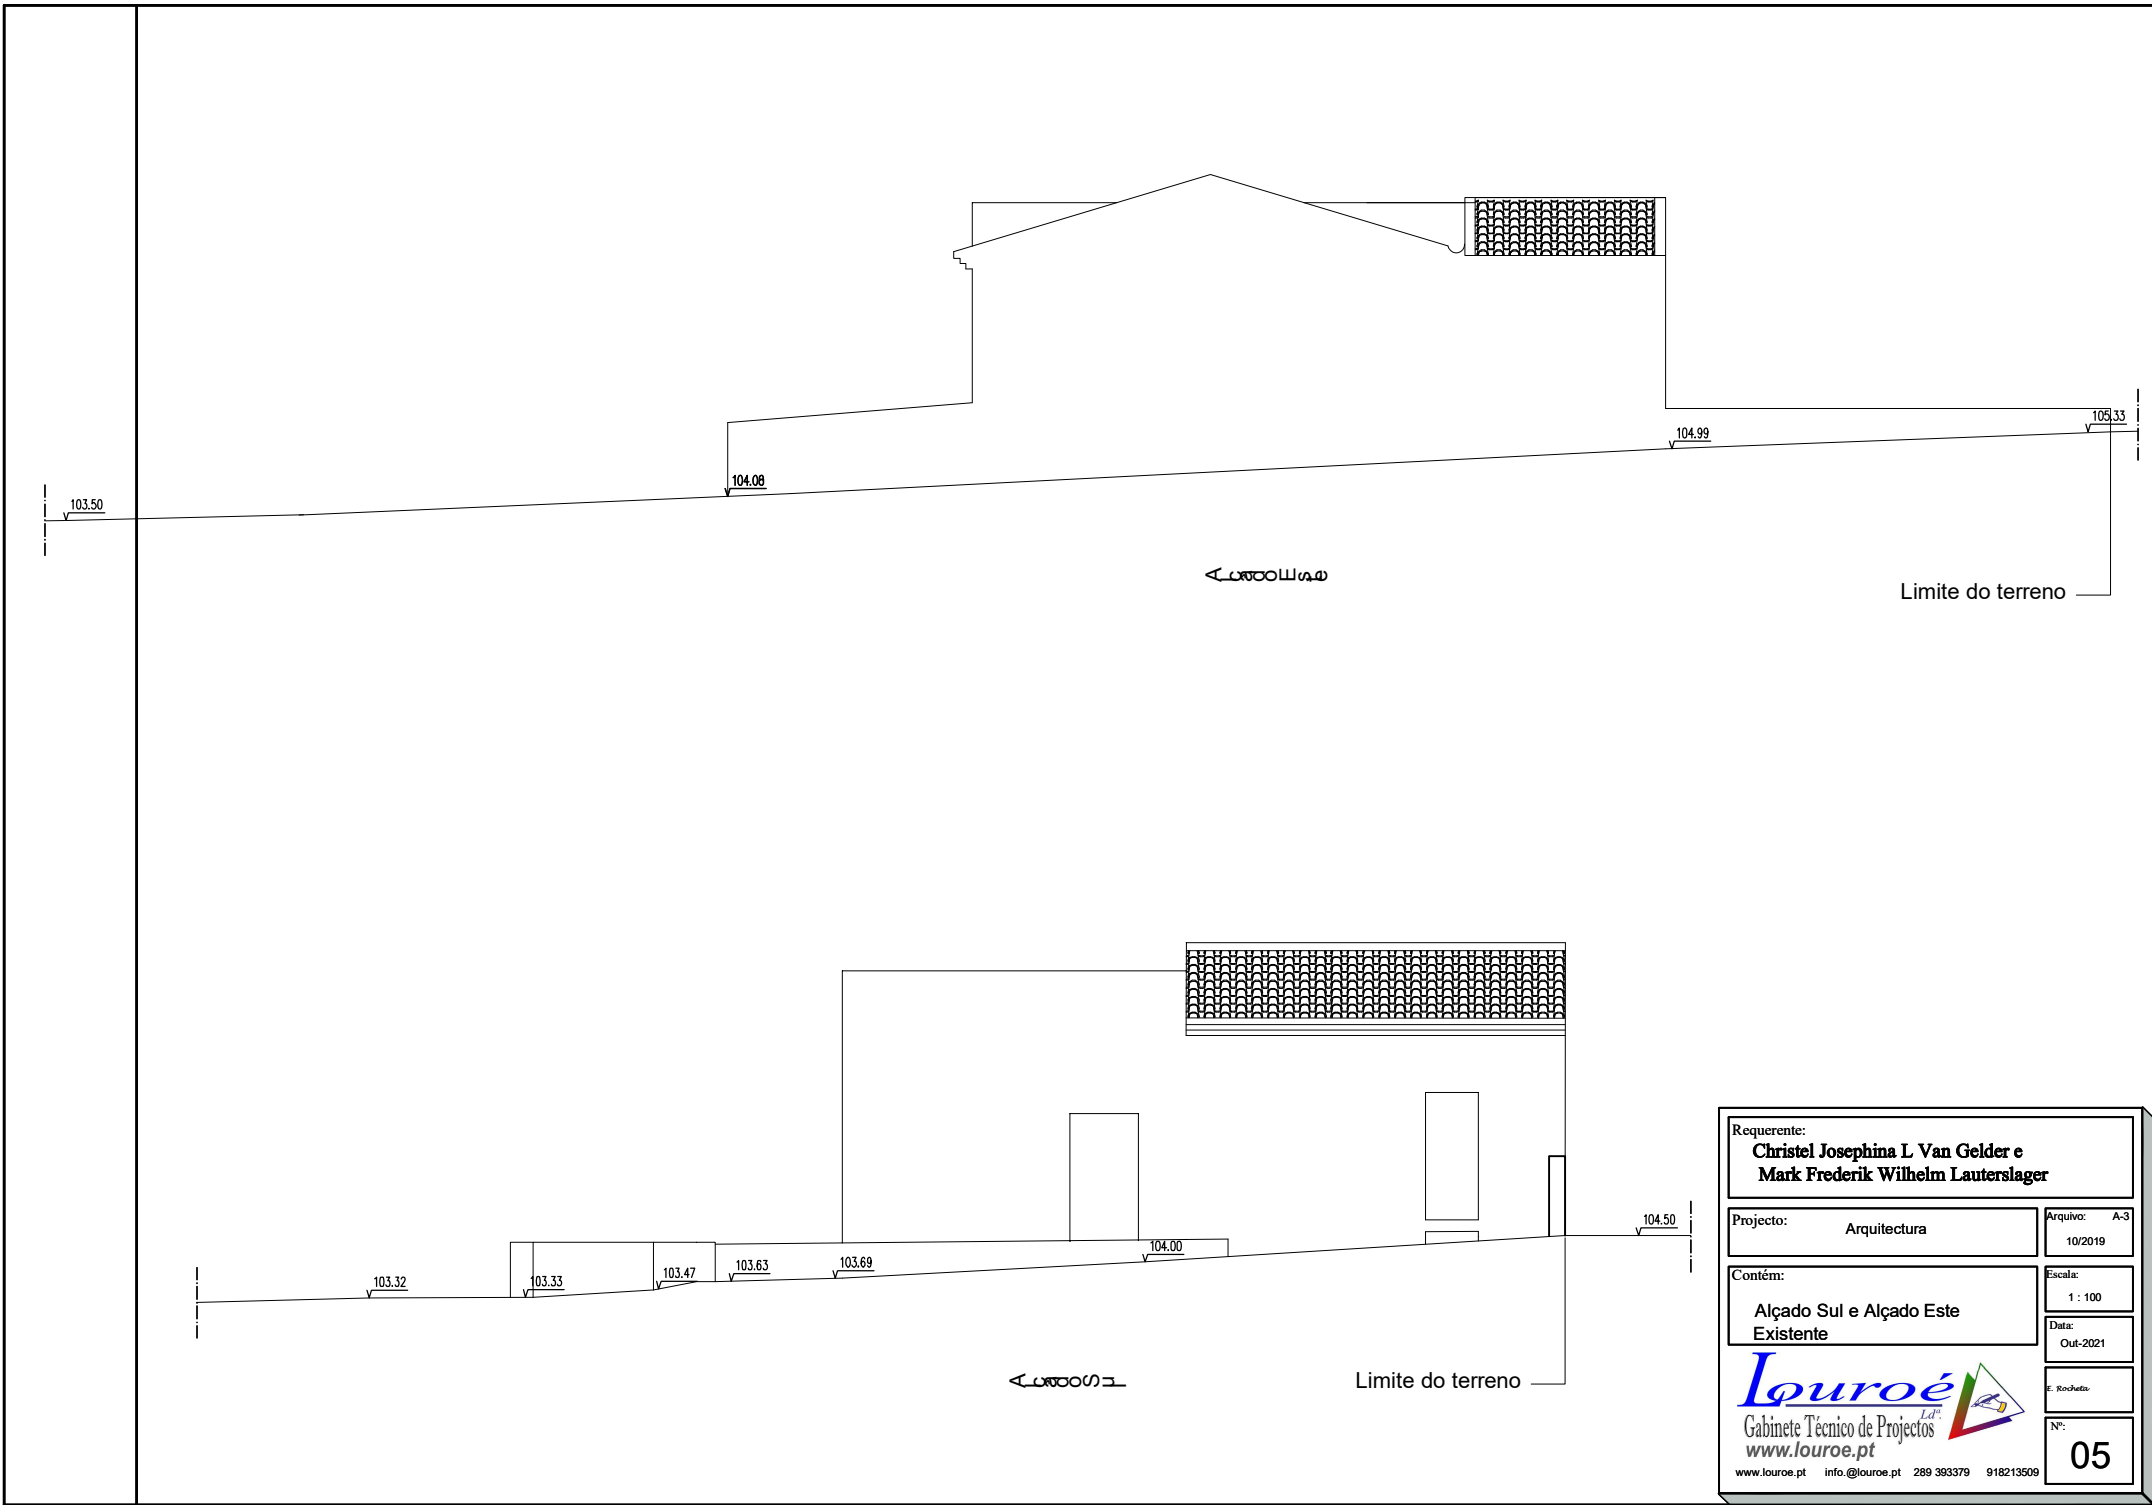 105.33
104.99
104.08
103.50
Alçado Este
Limite do terreno
104.50
104.00
103.69
103.63
103.47
103.33
103.32
Alçado Sul
Limite do terreno
Requerente:
Christel Josephina L Van Gelder e
Mark Frederik Wilhelm Lauterslager
Projecto:
Arquitectura
Arquivo: A-3
10/2019
Contém:
Alçado Sul e Alçado Este
Existente
Escala:
1 : 100
Data:
Out-2021
E. Rocheta
Nº:
05
Louroé
Ldª.
Gabinete Técnico de Projectos
www.louroe.pt
www.louroe.pt info.@louroe.pt 289 393379 918213509